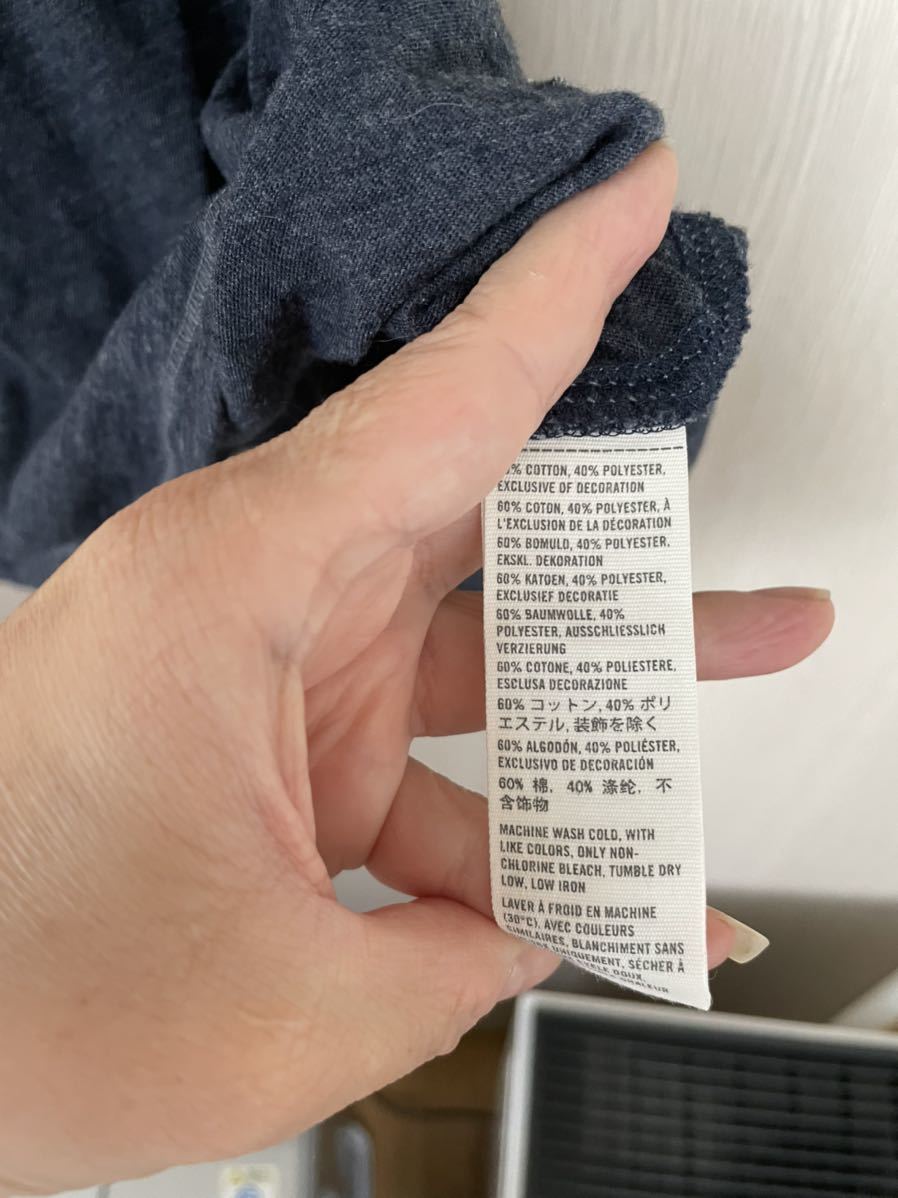 % COTTON, 40% POLYESTER,
EXCLUSIVE OF DECORATION
60% COTON, 40% POLYESTER, À
L'EXCLUSION DE LA DÉCORATION
60% BOMULD, 40% POLYESTER.
EKSKL. DEKORATION
60% KATOEN, 40% POLYESTER,
EXCLUSIEF DECORATIE
60% BAUMWOLLE, 40%
POLYESTER, AUSSCHLIESSLICH
VERZIERUNG
60% COTONE, 40% POLIESTERE,
ESCLUSA DECORAZIONE
60% コットン, 40% ポリ
エステル, 装飾を除く
60% ALGODÓN, 40% POLIÉSTER,
EXCLUSIVO DE DECORACIÓN
60% 棉, 40% 涤纶, 不
含饰物
MACHINE WASH COLD, WITH
LIKE COLORS, ONLY NON-
CHLORINE BLEACH, TUMBLE DRY
LOW, LOW IRON
LAVER À FROID EN MACHINE
(30°C), AVEC COULEURS
SIMILAIRES, BLANCHIMENT SANS
UNIQUEMENT, SÉCHER À
DOUX,